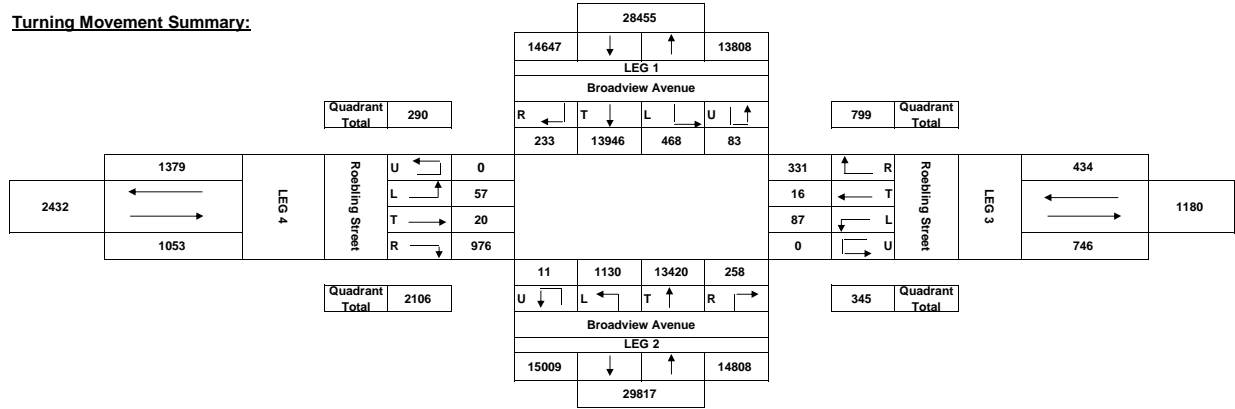 Turning Movement Summary:
28455
14647 13808
LEG 1
Broadview Avenue
Quadrant Total 290
R T L U
Quadrant Total 799
233 13946 468 83
1379
U 0
331 R
434
2432
LEG 4
Roebling Street
L 57
16 T
Roebling Street
LEG 3
1180
T 20
87 L
1053
R 976
0 U
746
11 1130 13420 258
Quadrant Total 2106
U L T R
345 Quadrant Total
Broadview Avenue
LEG 2
15009 14808
29817